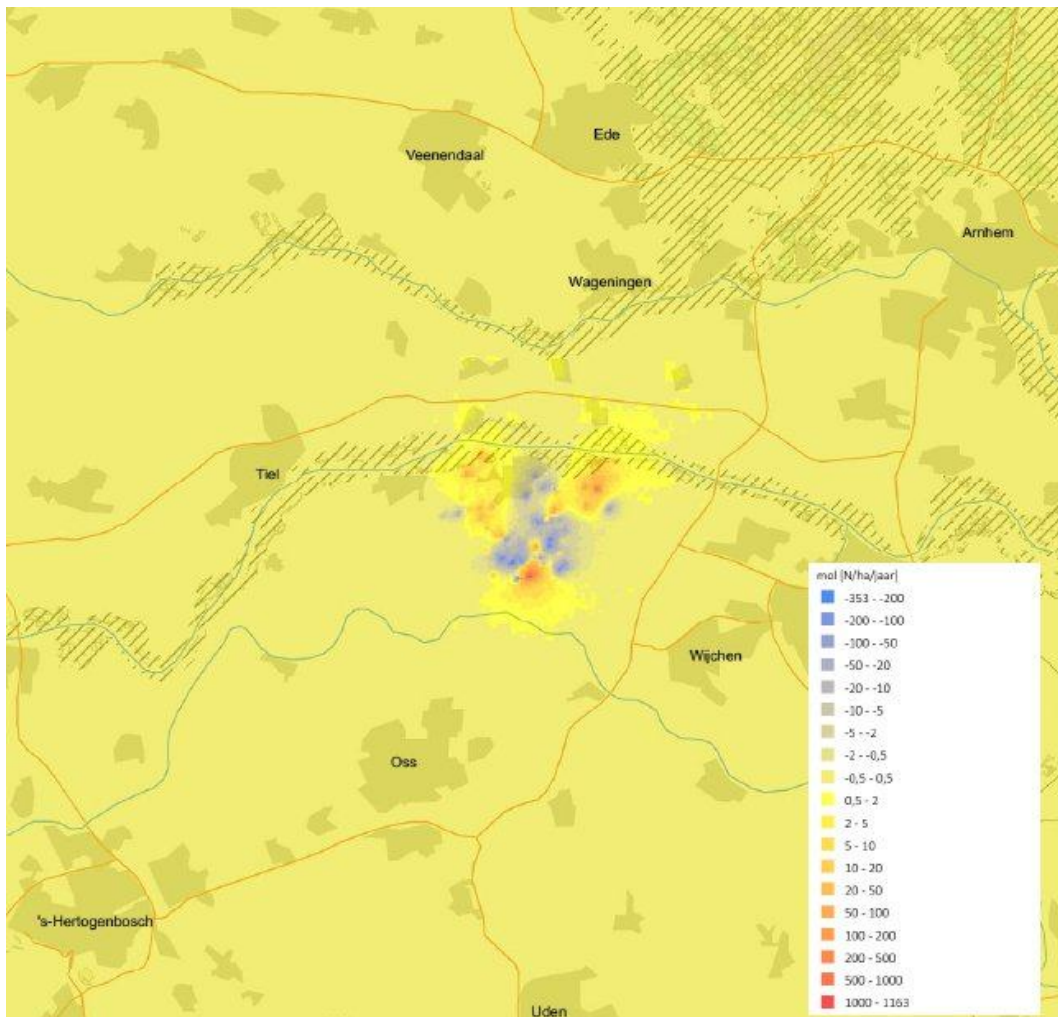 Ede
Veenendaal
Arnhem
Wageningen
Tiel
Wijchen
Oss
's-Hertogenbosch
Uden
mol [N/ha/jaar]
-353 - -200
-200 - -100
-100 - -50
-50 - -20
-20 - -10
-10 - -5
-5 - -2
-2 - -0,5
-0,5 - 0,5
0,5 - 2
2 - 5
5 - 10
10 - 20
20 - 50
50 - 100
100 - 200
200 - 500
500 - 1000
1000 - 1163